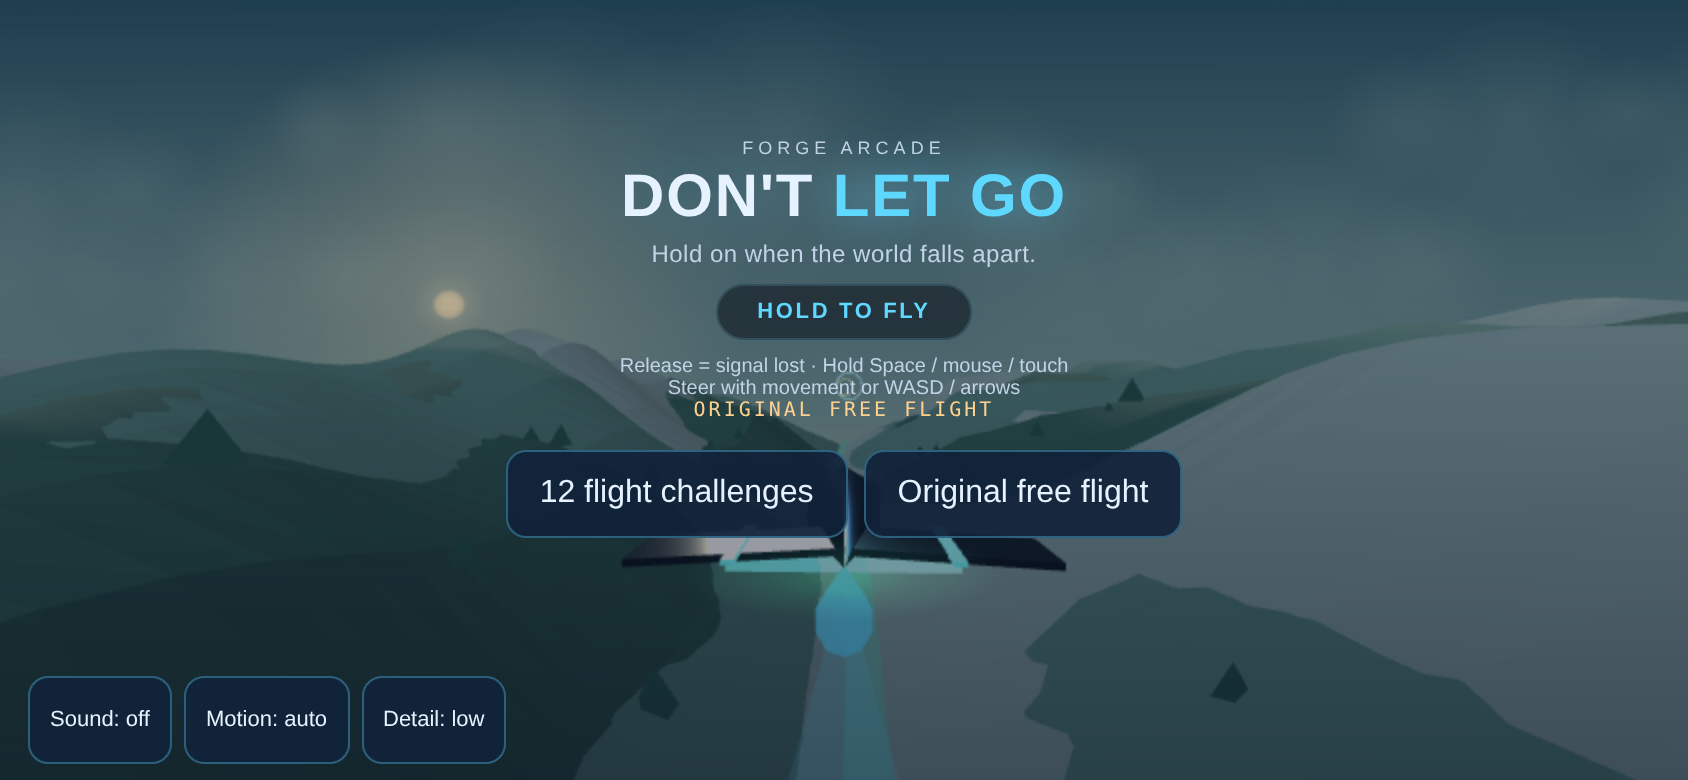 FORGE ARCADE
DON'T LET GO
Hold on when the world falls apart.
HOLD TO FLY
Release = signal lost · Hold Space / mouse / touch
Steer with movement or WASD / arrows
ORIGINAL FREE FLIGHT
12 flight challenges
Original free flight
Sound: off
Motion: auto
Detail: low